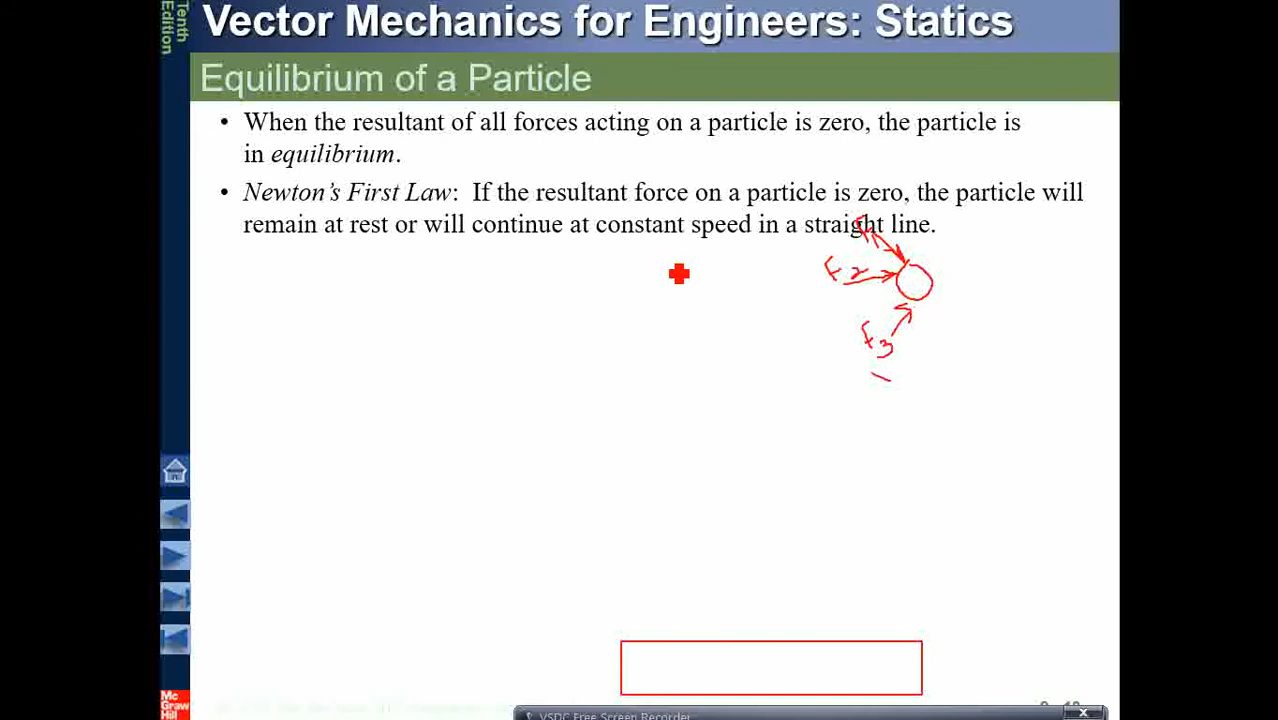 Tenth
Edition
Vector Mechanics for Engineers: Statics
Equilibrium of a Particle
• When the resultant of all forces acting on a particle is zero, the particle is
in equilibrium.
• Newton's First Law: If the resultant force on a particle is zero, the particle will
remain at rest or will continue at constant speed in a straight line.
F1
F2
F3
Mc
Graw
Hill
VSDC Free Screen Recorder